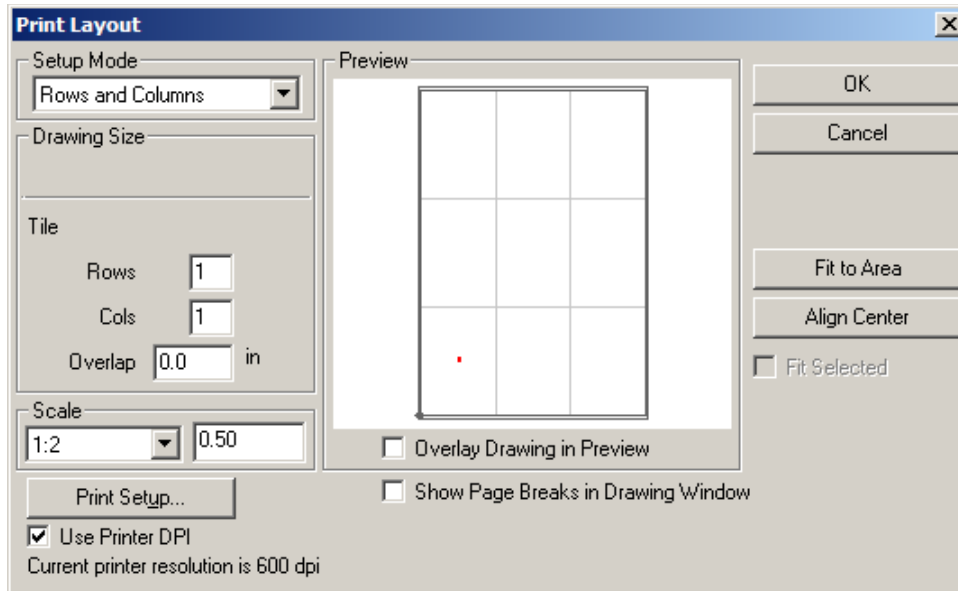 Print Layout
Setup Mode
Rows and Columns
Drawing Size
Tile
Rows 1
Cols 1
Overlap 0.0 in
Scale
1:2 0.50
Print Setup...
Use Printer DPI
Current printer resolution is 600 dpi
Preview
Overlay Drawing in Preview
Show Page Breaks in Drawing Window
OK
Cancel
Fit to Area
Align Center
Fit Selected